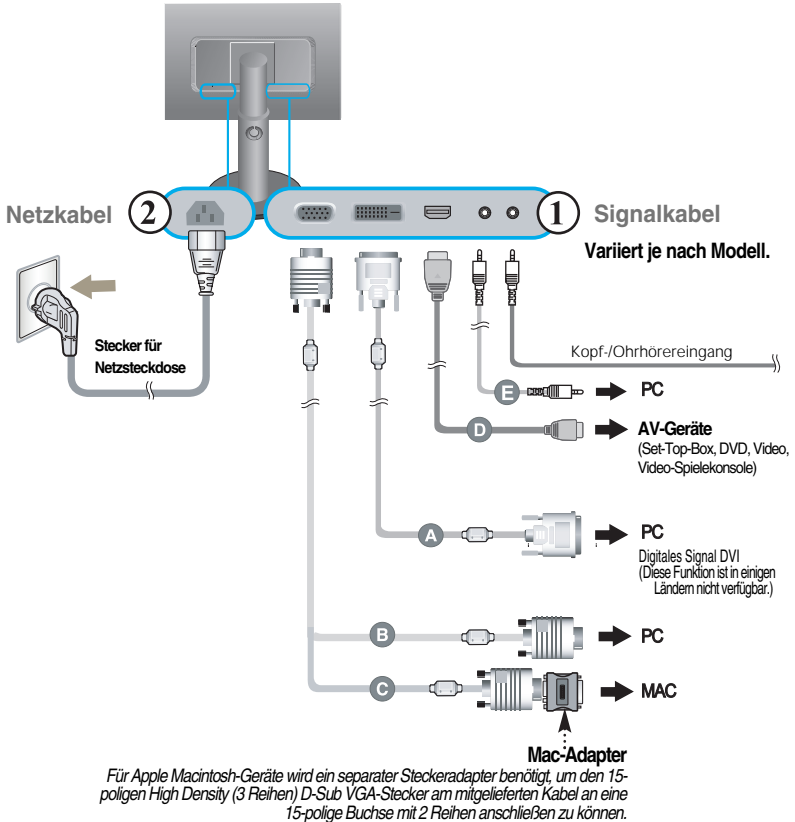 Netzkabel 2
1 Signalkabel
Variiert je nach Modell.
Stecker für
Netzsteckdose
Kopf-/Ohrhörereingang
E PC
D AV-Geräte
(Set-Top-Box, DVD, Video,
Video-Spielekonsole)
A PC
Digitales Signal DVI
(Diese Funktion ist in einigen
Ländern nicht verfügbar.)
B PC
C MAC
Mac-Adapter
Für Apple Macintosh-Geräte wird ein separater Steckeradapter benötigt, um den 15-
poligen High Density (3 Reihen) D-Sub VGA-Stecker am mitgelieferten Kabel an eine
15-polige Buchse mit 2 Reihen anschließen zu können.